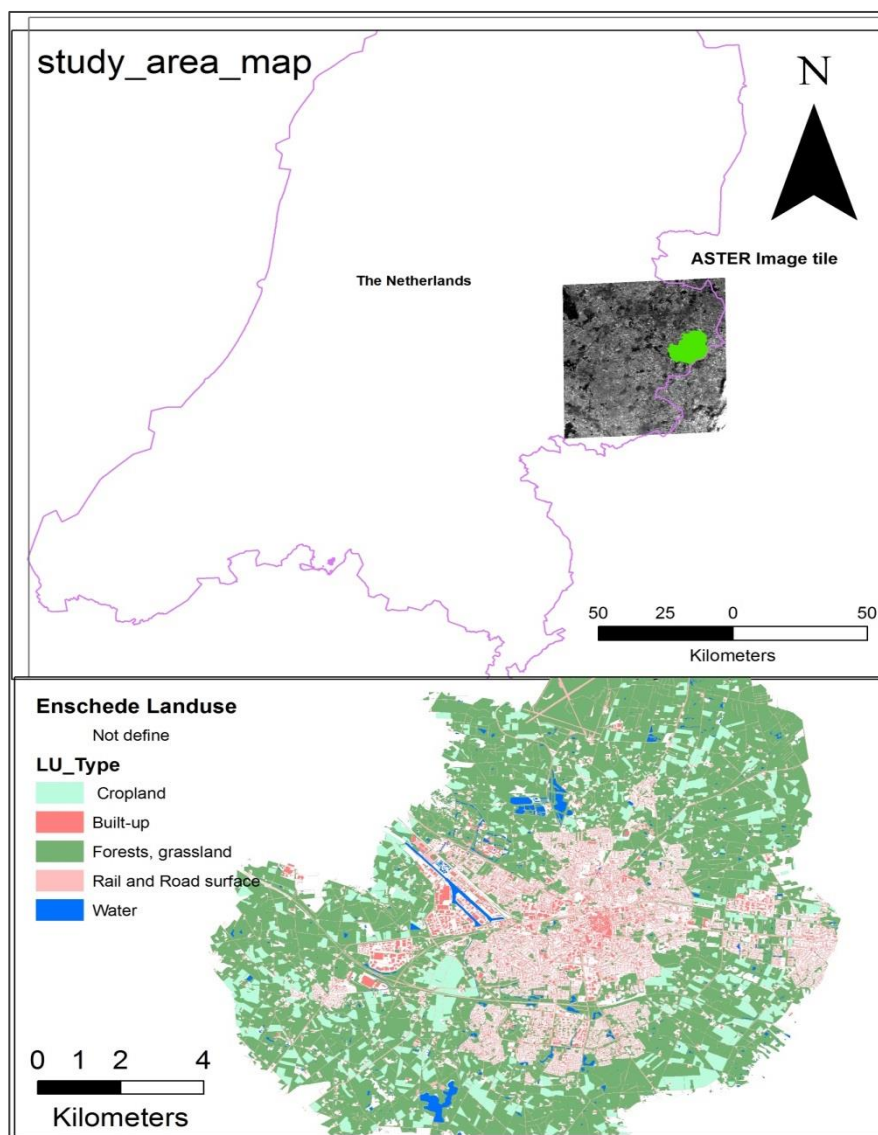 study_area_map
N
ASTER Image tile
The Netherlands
50 25 0 50
Kilometers
Enschede Landuse
Not define
LU_Type
Cropland
Built-up
Forests, grassland
Rail and Road surface
Water
0 1 2 4
Kilometers